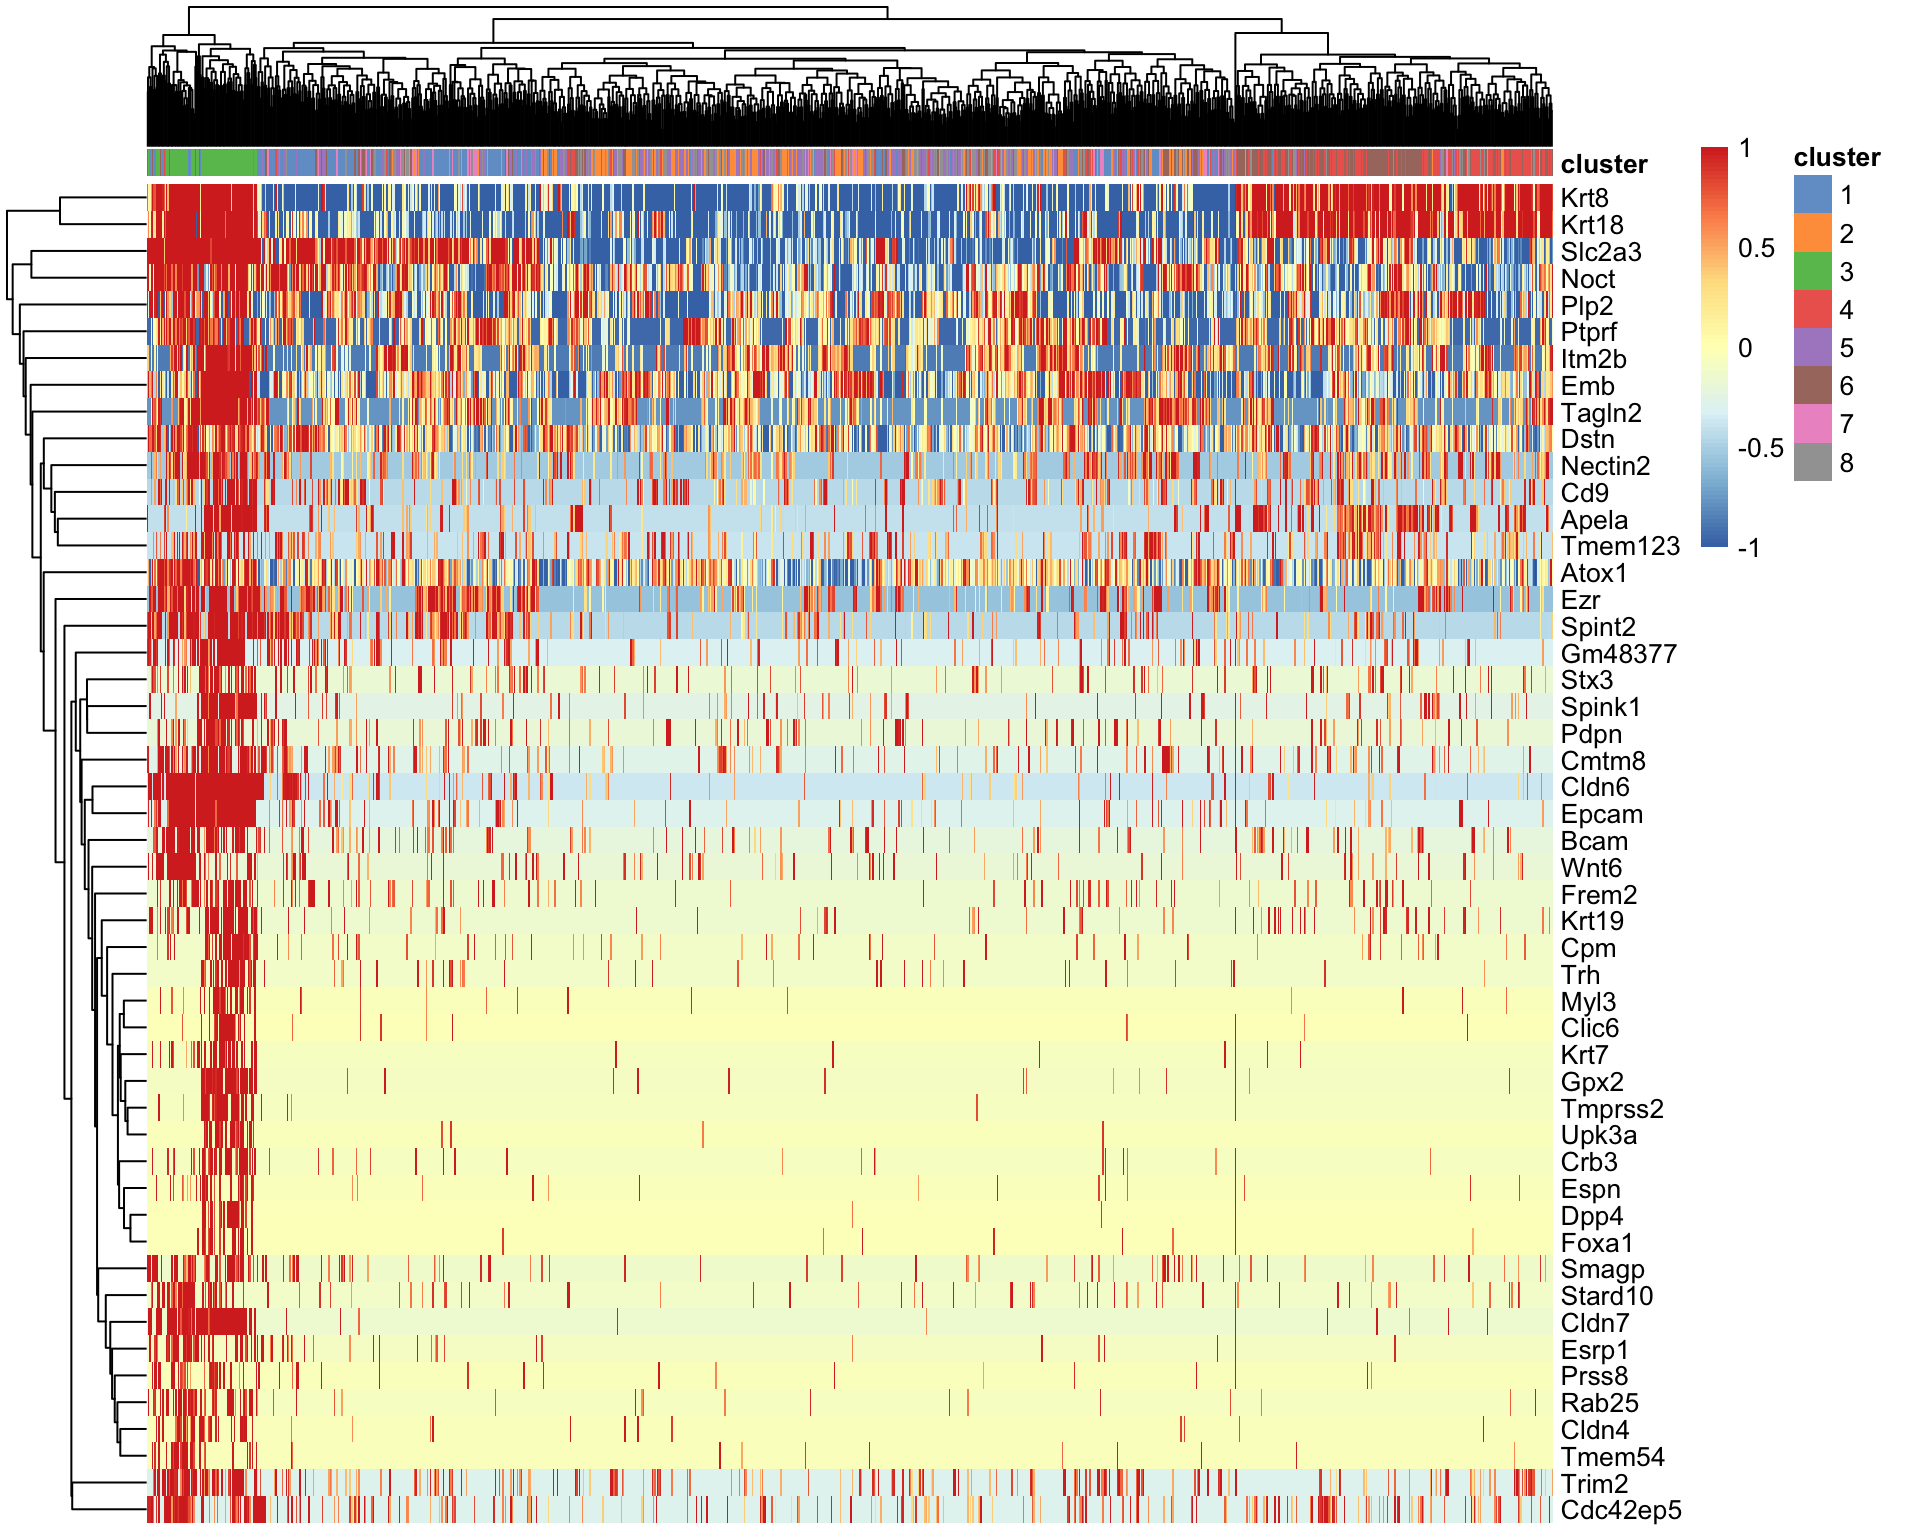 cluster
Krt8
Krt18
Slc2a3
Noct
Plp2
Ptprf
Itm2b
Emb
Tagln2
Dstn
Nectin2
Cd9
Apela
Tmem123
Atox1
Ezr
Spint2
Gm48377
Stx3
Spink1
Pdpn
Cmtm8
Cldn6
Epcam
Bcam
Wnt6
Frem2
Krt19
Cpm
Trh
Myl3
Clic6
Krt7
Gpx2
Tmprss2
Upk3a
Crb3
Espn
Dpp4
Foxa1
Smagp
Stard10
Cldn7
Esrp1
Prss8
Rab25
Cldn4
Tmem54
Trim2
Cdc42ep5
1
0.5
0
-0.5
-1
cluster
1
2
3
4
5
6
7
8